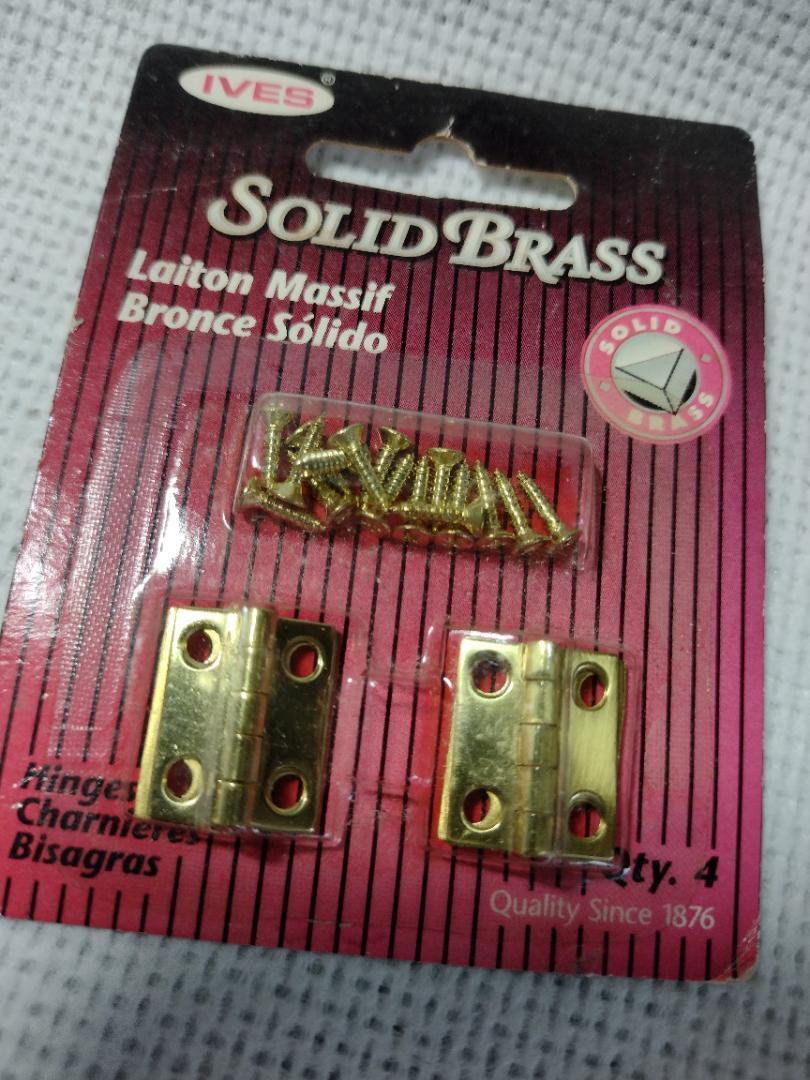 IVES®
SOLID BRASS
Laiton Massif
Bronce Sólido
SOLID
BRASS
Hinges
Charnières
Bisagras
Qty. 4
Quality Since 1876